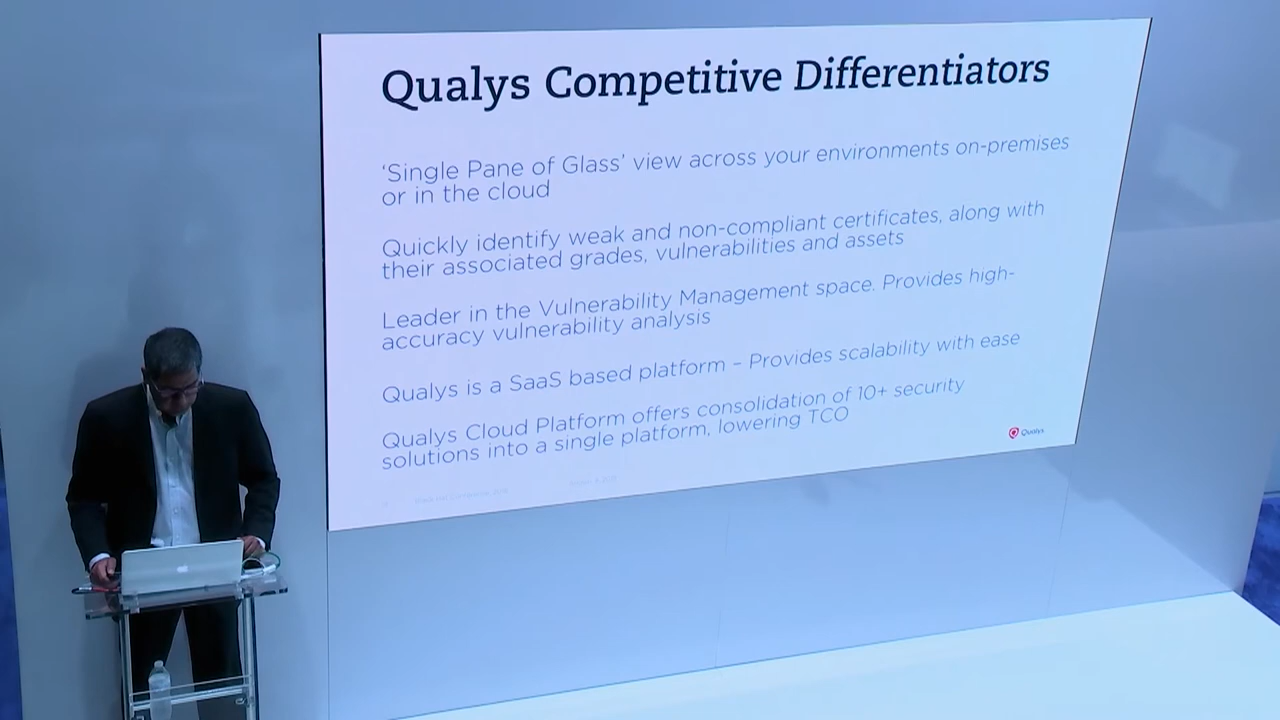 Qualys Competitive Differentiators
‘Single Pane of Glass’ view across your environments on-premises
or in the cloud
Quickly identify weak and non-compliant certificates, along with
their associated grades, vulnerabilities and assets
Leader in the Vulnerability Management space. Provides high-
accuracy vulnerability analysis
Qualys is a SaaS based platform – Provides scalability with ease
Qualys Cloud Platform offers consolidation of 10+ security
solutions into a single platform, lowering TCO
Qualys